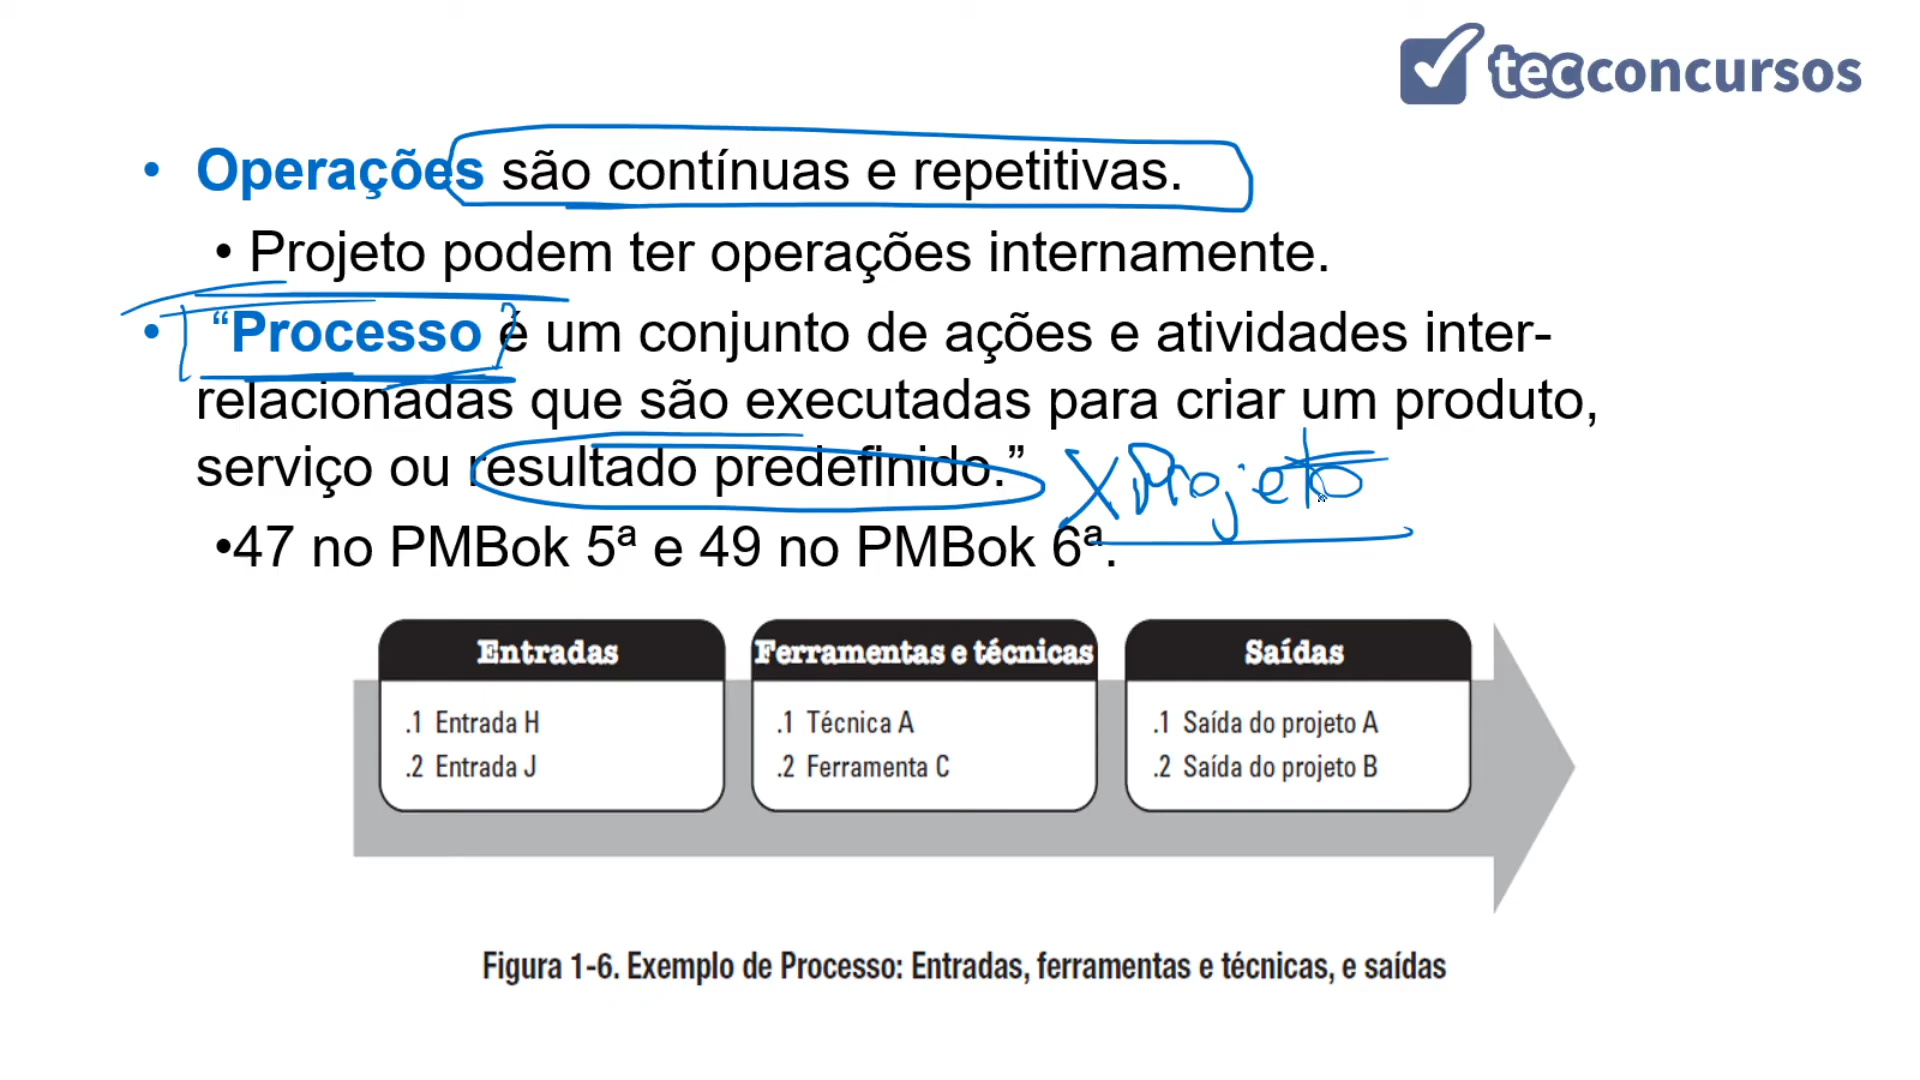 tecconcursos
• Operações são contínuas e repetitivas.
• Projeto podem ter operações internamente.
• “Processo é um conjunto de ações e atividades inter-
relacionadas que são executadas para criar um produto,
serviço ou resultado predefinido.” X Projeto
•47 no PMBok 5ª e 49 no PMBok 6ª.
Entradas Ferramentas e técnicas Saídas
.1 Entrada H .1 Técnica A .1 Saída do projeto A
.2 Entrada J .2 Ferramenta C .2 Saída do projeto B
Figura 1-6. Exemplo de Processo: Entradas, ferramentas e técnicas, e saídas